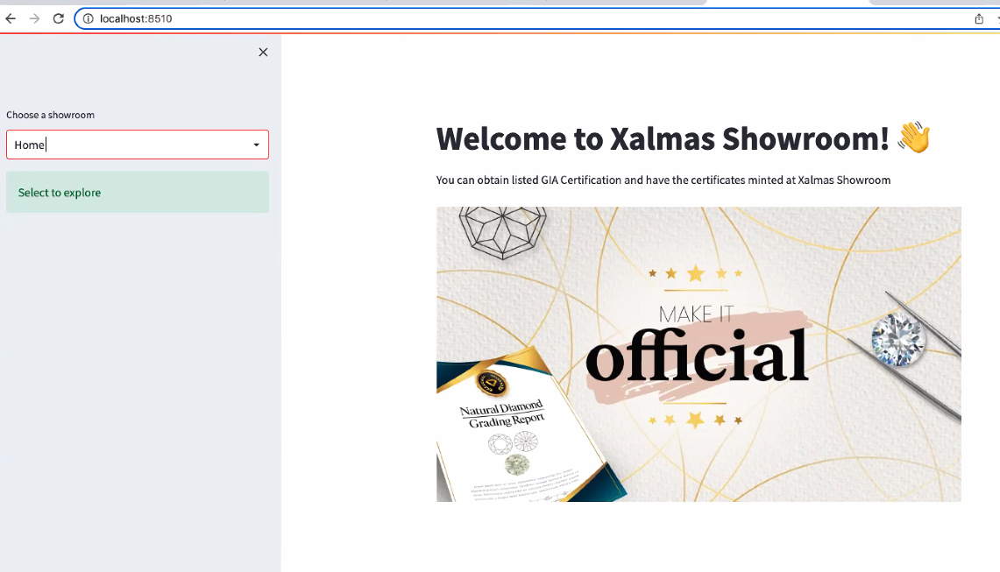 localhost:8510
Choose a showroom
Home
Select to explore
Welcome to Xalmas Showroom! 👋
You can obtain listed GIA Certification and have the certificates minted at Xalmas Showroom
MAKE IT
official
Natural Diamond
Grading Report